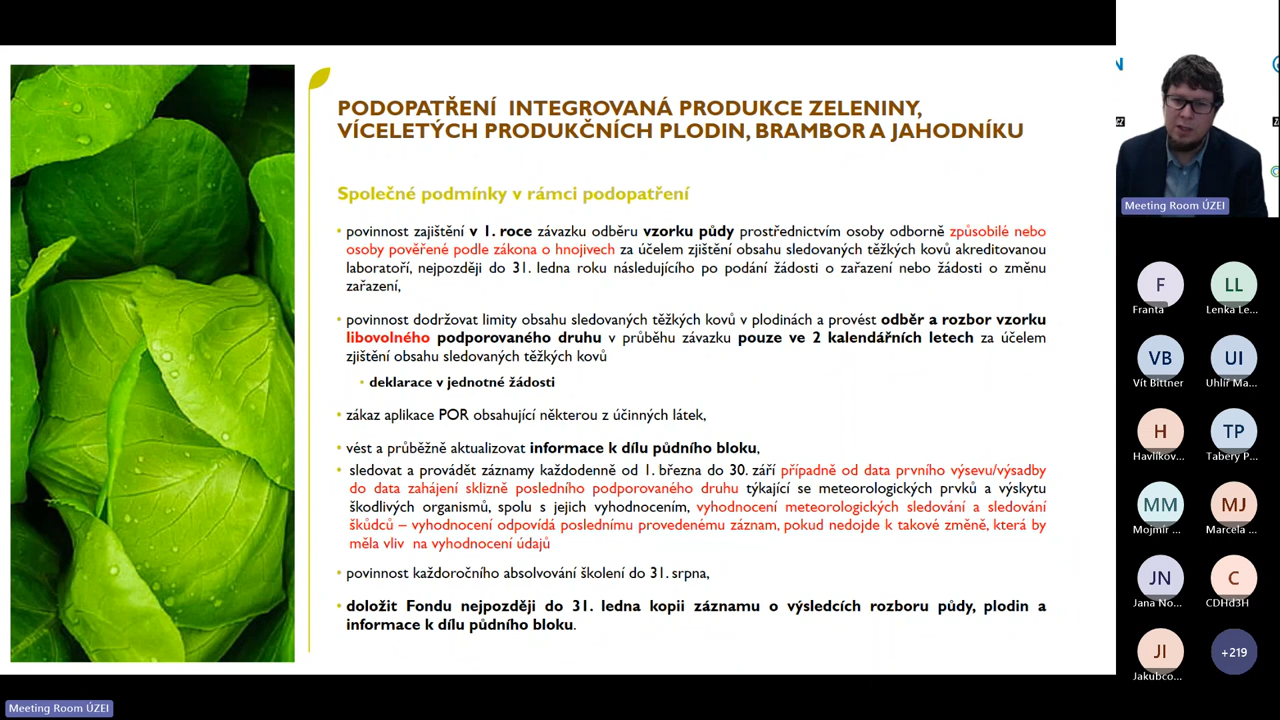 PODOPATŘENÍ INTEGROVANÁ PRODUKCE ZELENINY,
VÍCELETÝCH PRODUKČNÍCH PLODIN, BRAMBOR A JAHODNÍKU
Společné podmínky v rámci podopatření
• povinnost zajištění v 1. roce závazku odběru vzorku půdy prostřednictvím osoby odborně způsobilé nebo
osoby pověřené podle zákona o hnojivech za účelem zjištění obsahu sledovaných těžkých kovů akreditovanou
laboratoří, nejpozději do 31. ledna roku následujícího po podání žádosti o zařazení nebo žádosti o změnu
zařazení,
• povinnost dodržovat limity obsahu sledovaných těžkých kovů v plodinách a provést odběr a rozbor vzorku
libovolného podporovaného druhu v průběhu závazku pouze ve 2 kalendářních letech za účelem
zjištění obsahu sledovaných těžkých kovů
• deklarace v jednotné žádosti
• zákaz aplikace POR obsahující některou z účinných látek,
• vést a průběžně aktualizovat informace k dílu půdního bloku,
• sledovat a provádět záznamy každodenně od 1. března do 30. září případně od data prvního výsevu/výsadby
do data zahájení sklizně posledního podporovaného druhu týkající se meteorologických prvků a výskytu
škodlivých organismů, spolu s jejich vyhodnocením, vyhodnocení meteorologických sledování a sledování
škůdců – vyhodnocení odpovídá poslednímu provedenému záznam, pokud nedojde k takové změně, která by
měla vliv na vyhodnocení údajů
• povinnost každoročního absolvování školení do 31. srpna,
• doložit Fondu nejpozději do 31. ledna kopii záznamu o výsledcích rozboru půdy, plodin a
informace k dílu půdního bloku.
Meeting Room ÚZEI
N
F
LL
Franta
Lenka Le...
VB
UI
Vít Bittner
Uhlíř Ma...
H
TP
Havlíkov...
Tabery P...
MM
MJ
Mojmír ...
Marcela ...
JN
C
Jana No...
CDHd3H
JI
+219
Jakubco...
Meeting Room ÚZEI